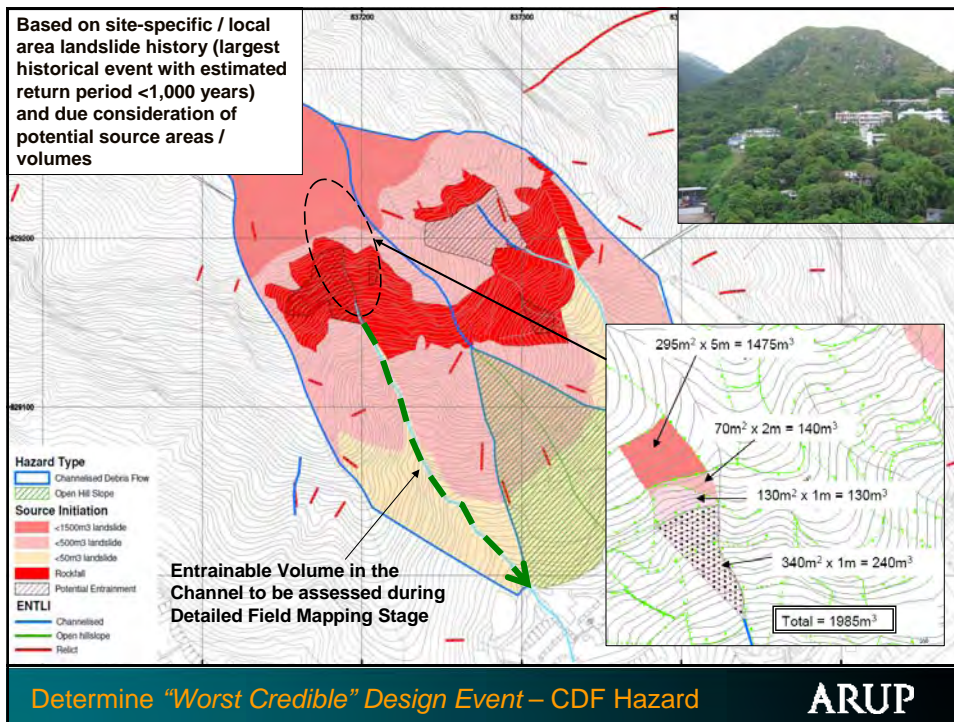 Based on site-specific / local
area landslide history (largest
historical event with estimated
return period <1,000 years)
and due consideration of
potential source areas /
volumes
837200
837300
829200
829100
295m² x 5m = 1475m³
70m² x 2m = 140m³
130m² x 1m = 130m³
340m² x 1m = 240m³
Total = 1985m³
Hazard Type
Channelised Debris Flow
Open Hill Slope
Source Initiation
<1500m3 landslide
<500m3 landslide
<50m3 landslide
Rockfall
Potential Entrainment
ENTLI
Channelised
Open hillslope
Relict
Entrainable Volume in the
Channel to be assessed during
Detailed Field Mapping Stage
Determine “Worst Credible” Design Event – CDF Hazard
ARUP